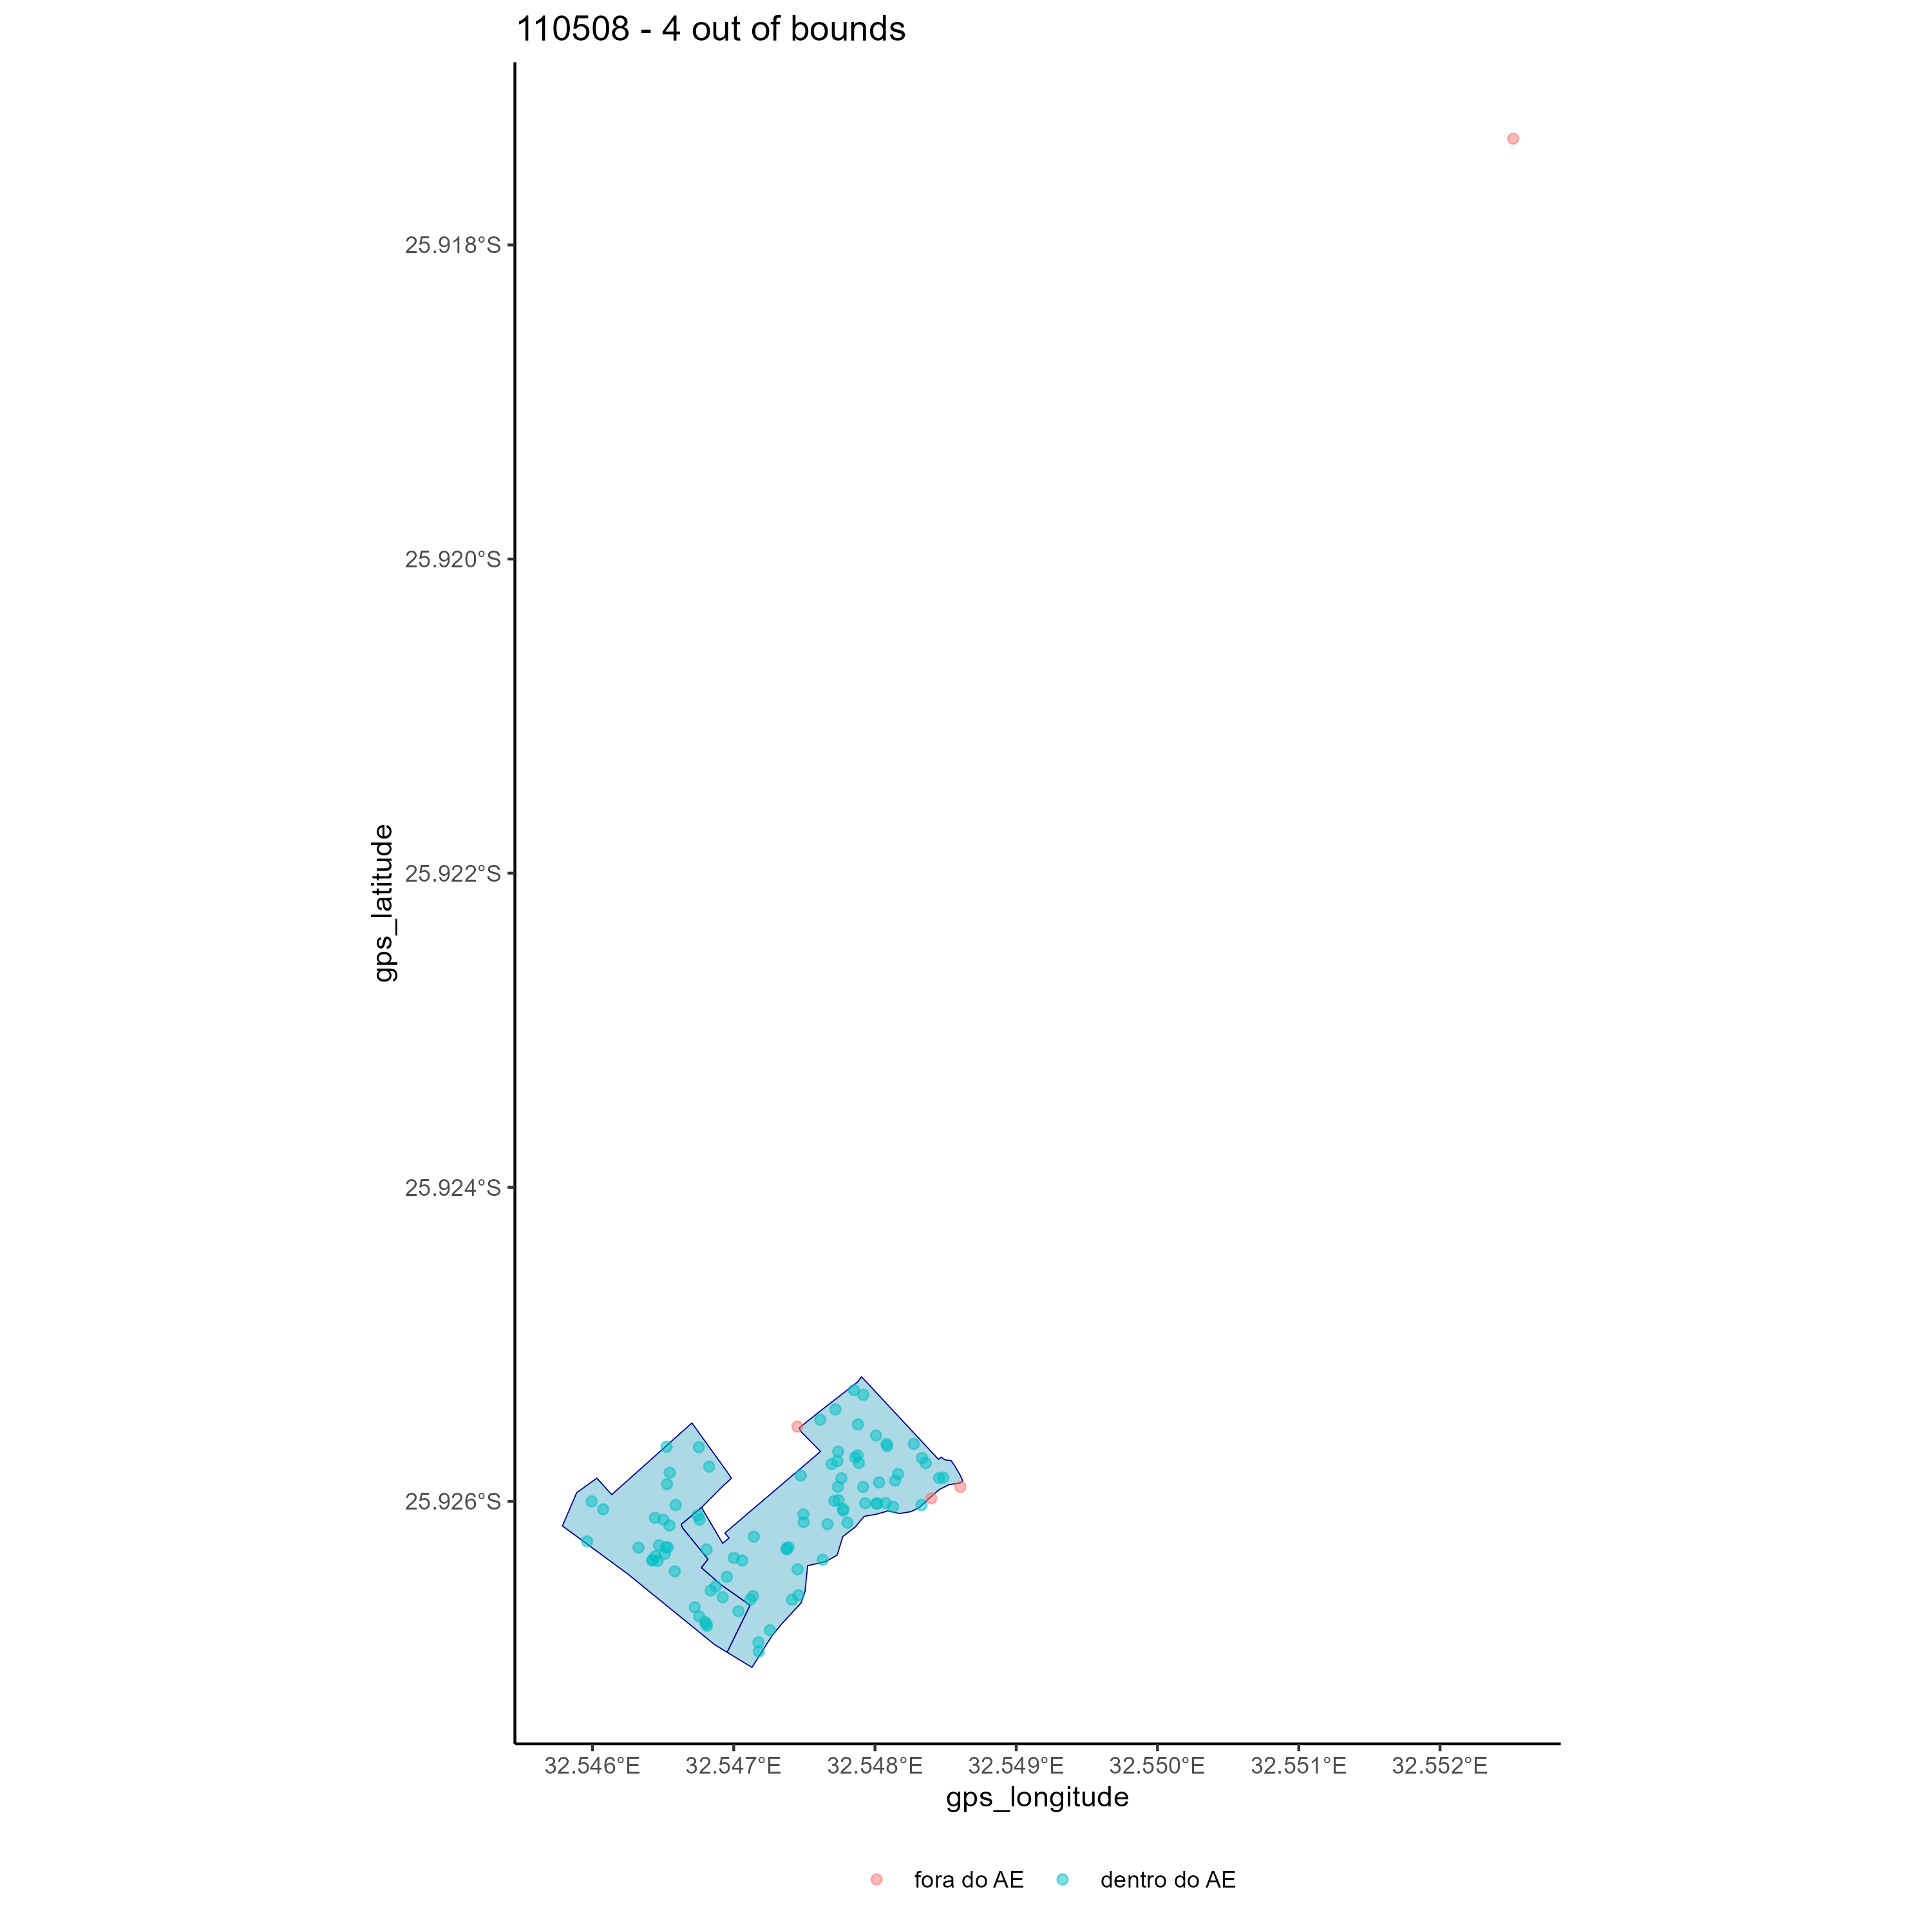 110508 - 4 out of bounds
25.918°S
25.920°S
25.922°S
25.924°S
25.926°S
gps_latitude
32.546°E 32.547°E 32.548°E 32.549°E 32.550°E 32.551°E 32.552°E
gps_longitude
fora do AE dentro do AE